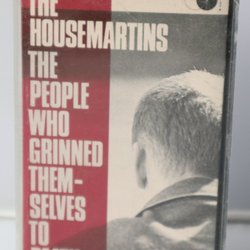 THE
HOUSEMARTINS
THE
PEOPLE
WHO
GRINNED
THEM-
SELVES
TO